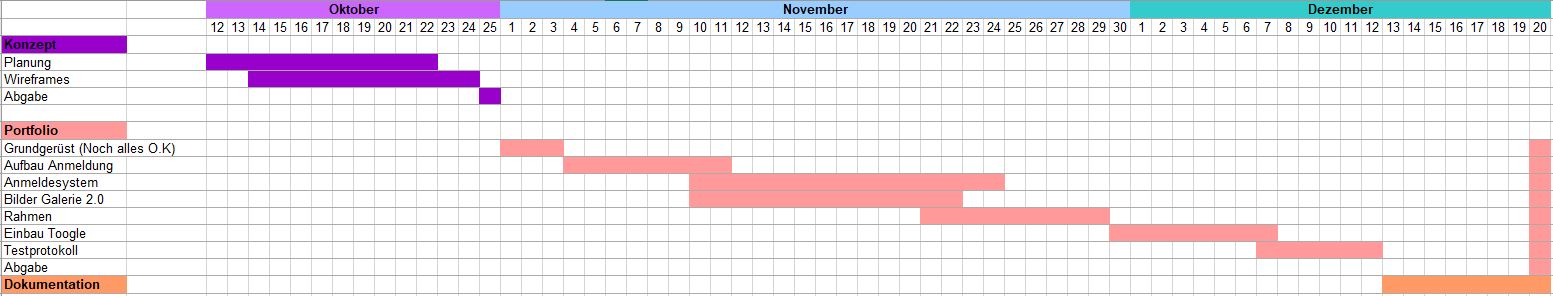 Oktober November Dezember
12 13 14 15 16 17 18 19 20 21 22 23 24 25 1 2 3 4 5 6 7 8 9 10 11 12 13 14 15 16 17 18 19 20 21 22 23 24 25 26 27 28 29 30 1 2 3 4 5 6 7 8 9 10 11 12 13 14 15 16 17 18 19 20
Konzept
Planung
Wireframes
Abgabe
Portfolio
Grundgerüst (Noch alles O.K)
Aufbau Anmeldung
Anmeldesystem
Bilder Galerie 2.0
Rahmen
Einbau Toogle
Testprotokoll
Abgabe
Dokumentation